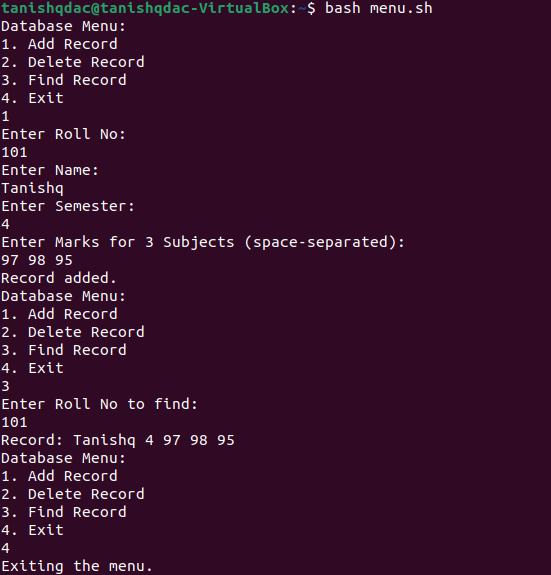 tanishqdac@tanishqdac-VirtualBox:~$ bash menu.sh
Database Menu:
1. Add Record
2. Delete Record
3. Find Record
4. Exit
1
Enter Roll No:
101
Enter Name:
Tanishq
Enter Semester:
4
Enter Marks for 3 Subjects (space-separated):
97 98 95
Record added.
Database Menu:
1. Add Record
2. Delete Record
3. Find Record
4. Exit
3
Enter Roll No to find:
101
Record: Tanishq 4 97 98 95
Database Menu:
1. Add Record
2. Delete Record
3. Find Record
4. Exit
4
Exiting the menu.